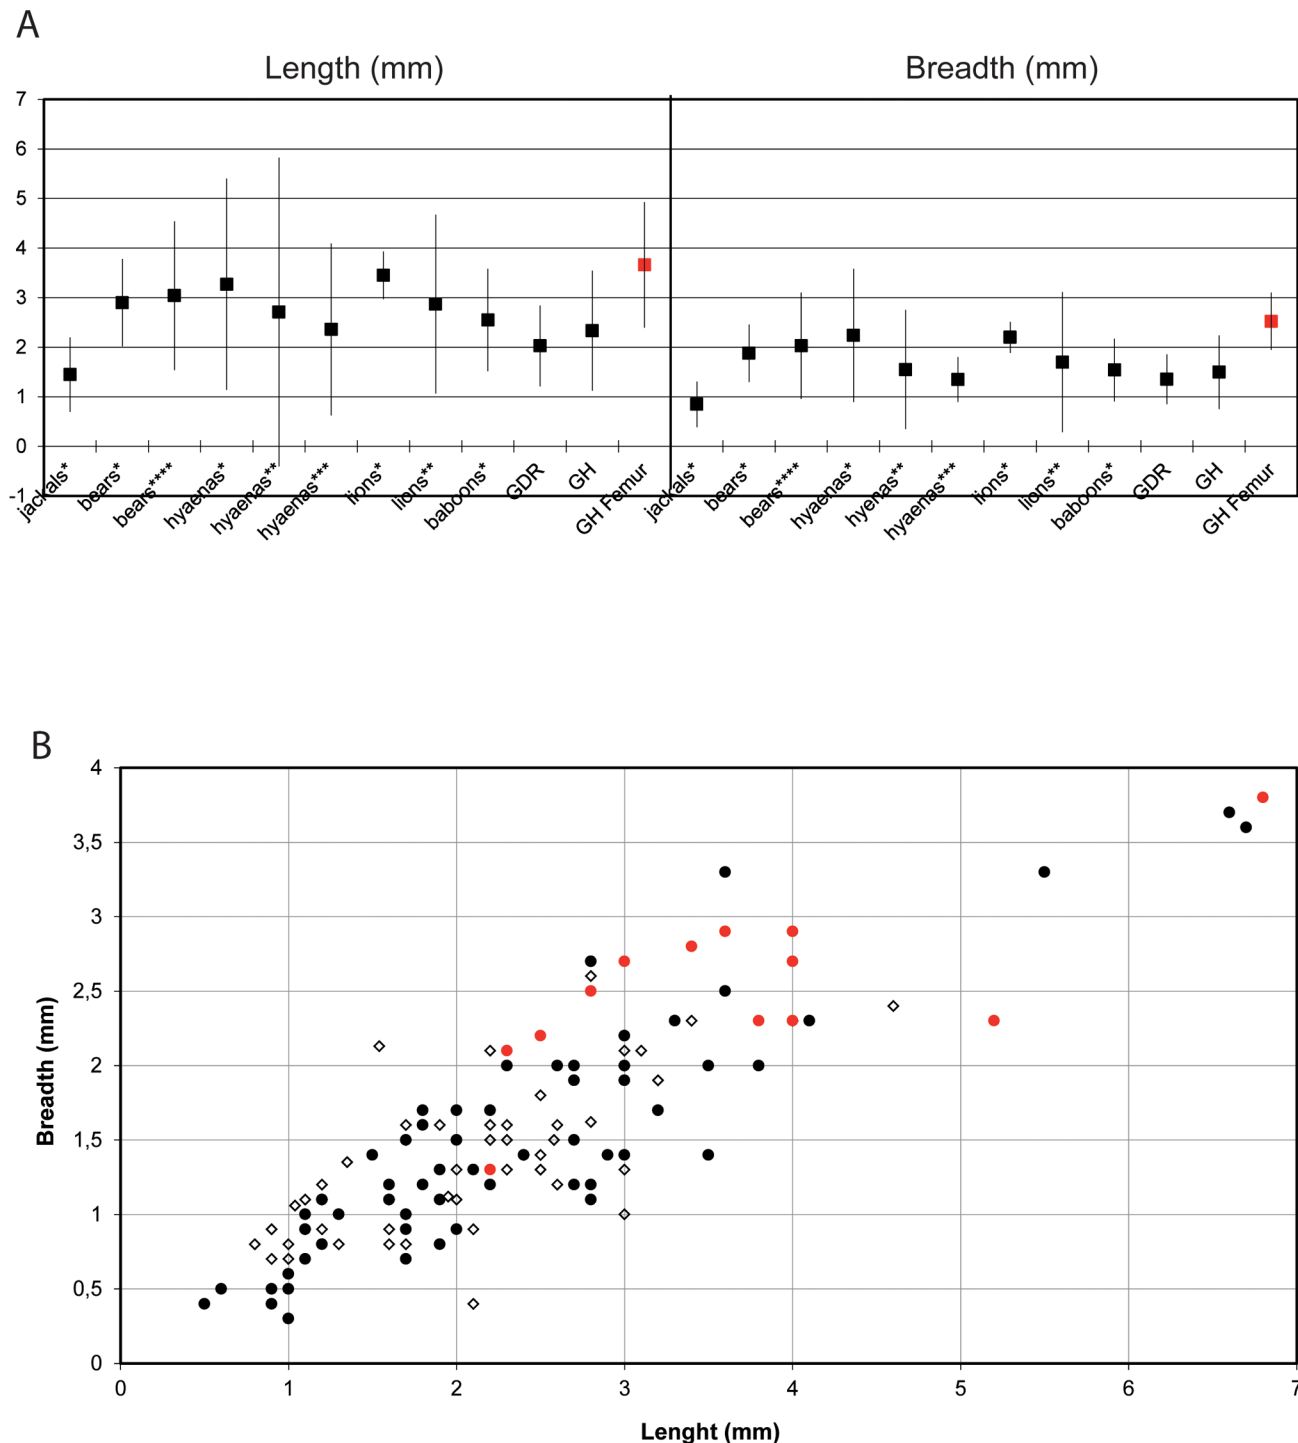 A
Length (mm) Breadth (mm)
7
6
5
4
3
2
1
0
-1
jackals* bears* bears**** hyaenas* hyaenas** hyaenas*** lions* lions** baboons* GDR GH GH Femur jackals* bears* bears**** hyaenas* hyenas** hyaenas*** lions* lions** baboons* GDR GH GH Femur
B
4
3,5
3
2,5
2
1,5
1
0,5
0
Breadth (mm)
0 1 2 3 4 5 6 7
Lenght (mm)